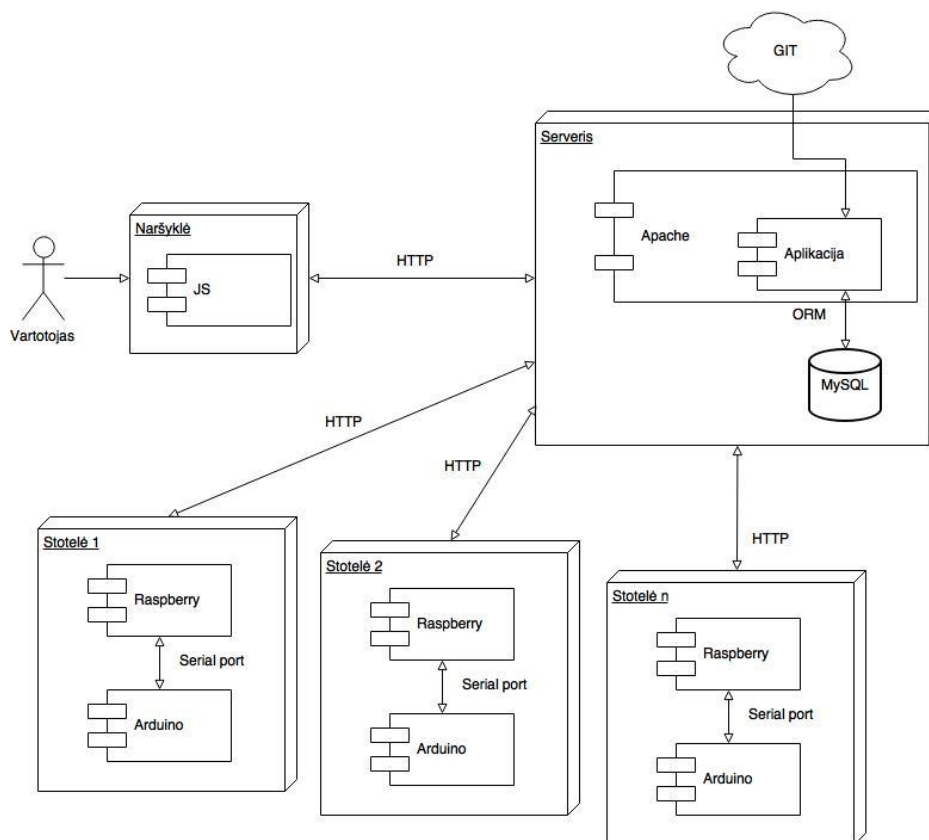 GIT
Serveris
Apache
Aplikacija
ORM
MySQL
Naršyklė
JS
HTTP
Vartotojas
HTTP
HTTP
HTTP
Stotelė 1
Raspberry
Serial port
Arduino
Stotelė 2
Raspberry
Serial port
Arduino
Stotelė n
Raspberry
Serial port
Arduino